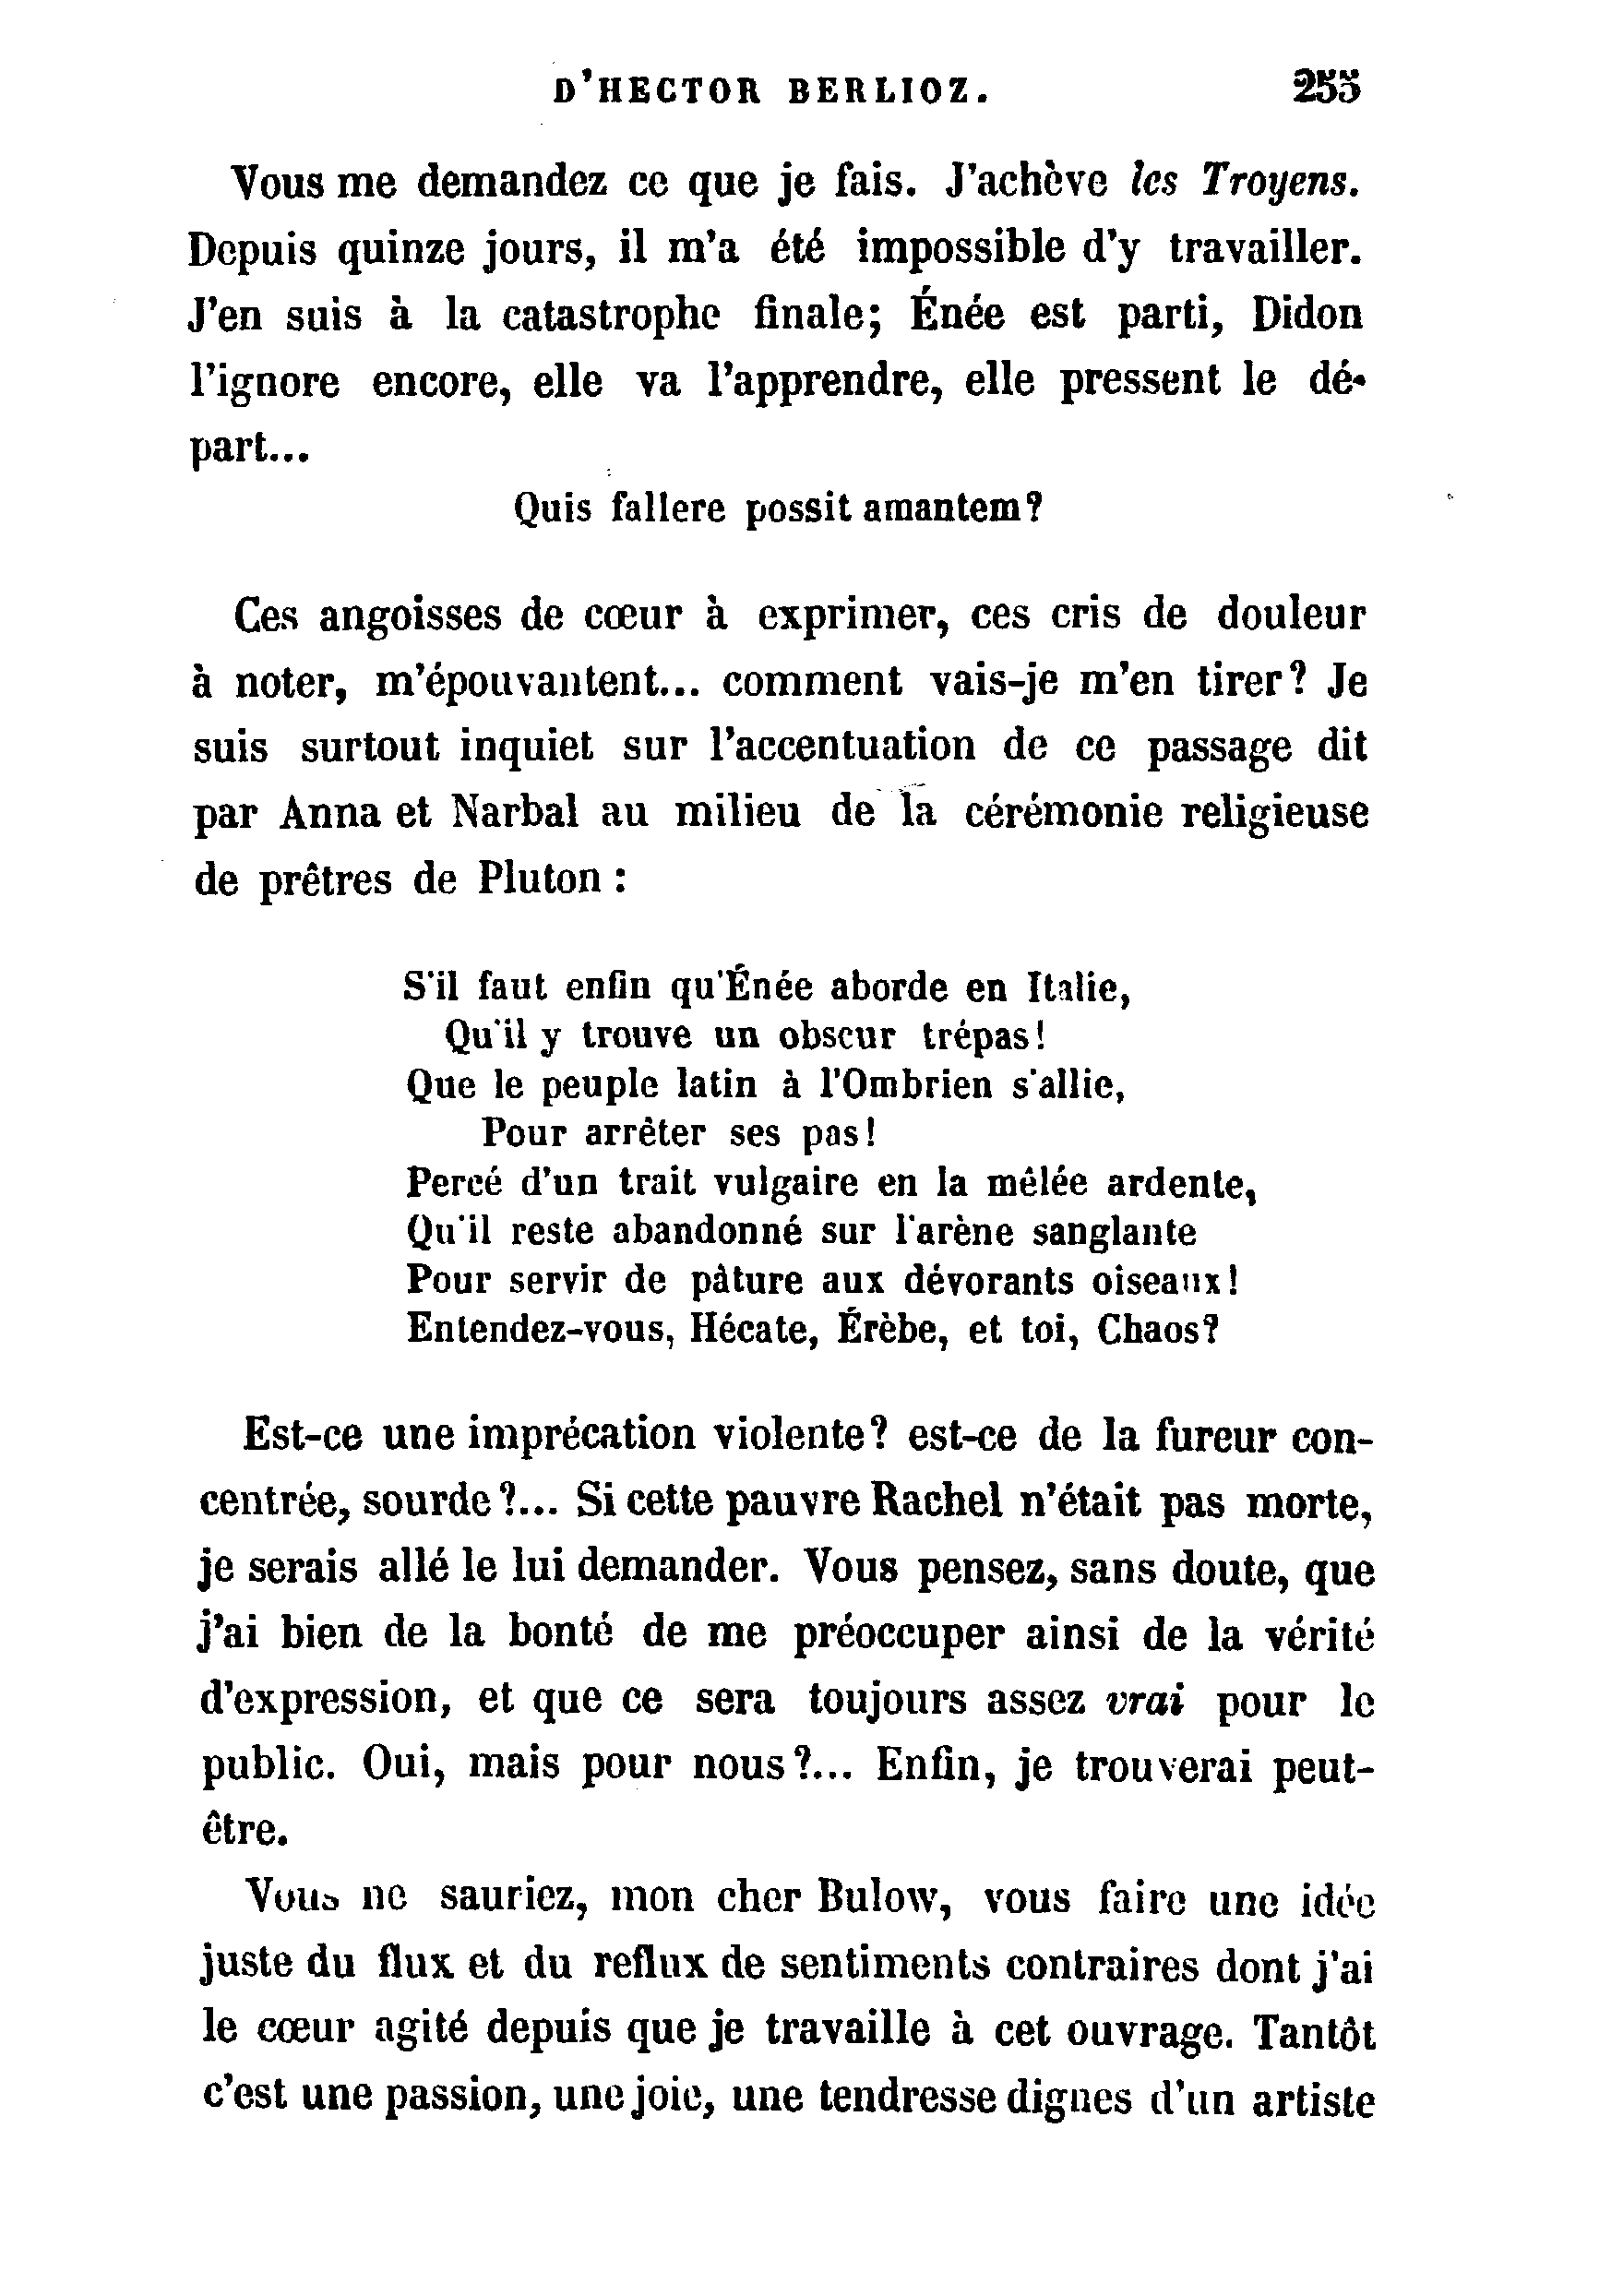 D'HECTOR BERLIOZ. 255
Vous me demandez ce que je fais. J'achève les Troyens.
Depuis quinze jours, il m'a été impossible d'y travailler.
J'en suis à la catastrophe finale; Énée est parti, Didon
l'ignore encore, elle va l'apprendre, elle pressent le dé-
part...
Quis fallere possit amantem?
Ces angoisses de cœur à exprimer, ces cris de douleur
à noter, m'épouvantent... comment vais-je m'en tirer? Je
suis surtout inquiet sur l'accentuation de ce passage dit
par Anna et Narbal au milieu de la cérémonie religieuse
de prêtres de Pluton :
S'il faut enfin qu'Énée aborde en Italie,
Qu'il y trouve un obscur trépas!
Que le peuple latin à l'Ombrien s'allie,
Pour arrêter ses pas!
Percé d'un trait vulgaire en la mêlée ardente,
Qu'il reste abandonné sur l'arène sanglante
Pour servir de pâture aux dévorants oiseaux!
Entendez-vous, Hécate, Érèbe, et toi, Chaos?
Est-ce une imprécation violente? est-ce de la fureur con-
centrée, sourde?... Si cette pauvre Rachel n'était pas morte,
je serais allé le lui demander. Vous pensez, sans doute, que
j'ai bien de la bonté de me préoccuper ainsi de la vérité
d'expression, et que ce sera toujours assez vrai pour le
public. Oui, mais pour nous?... Enfin, je trouverai peut-
être.
Vous ne sauriez, mon cher Bulow, vous faire une idée
juste du flux et du reflux de sentiments contraires dont j'ai
le cœur agité depuis que je travaille à cet ouvrage. Tantôt
c'est une passion, une joie, une tendresse dignes d'un artiste